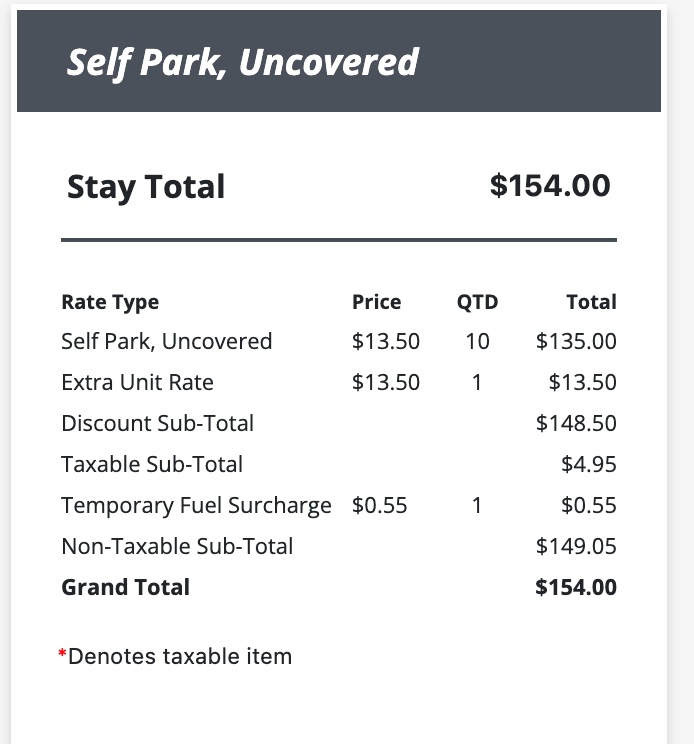 Self Park, Uncovered
Stay Total $154.00
Rate Type Price QTD Total
Self Park, Uncovered $13.50 10 $135.00
Extra Unit Rate $13.50 1 $13.50
Discount Sub-Total $148.50
Taxable Sub-Total $4.95
Temporary Fuel Surcharge $0.55 1 $0.55
Non-Taxable Sub-Total $149.05
Grand Total $154.00
*Denotes taxable item